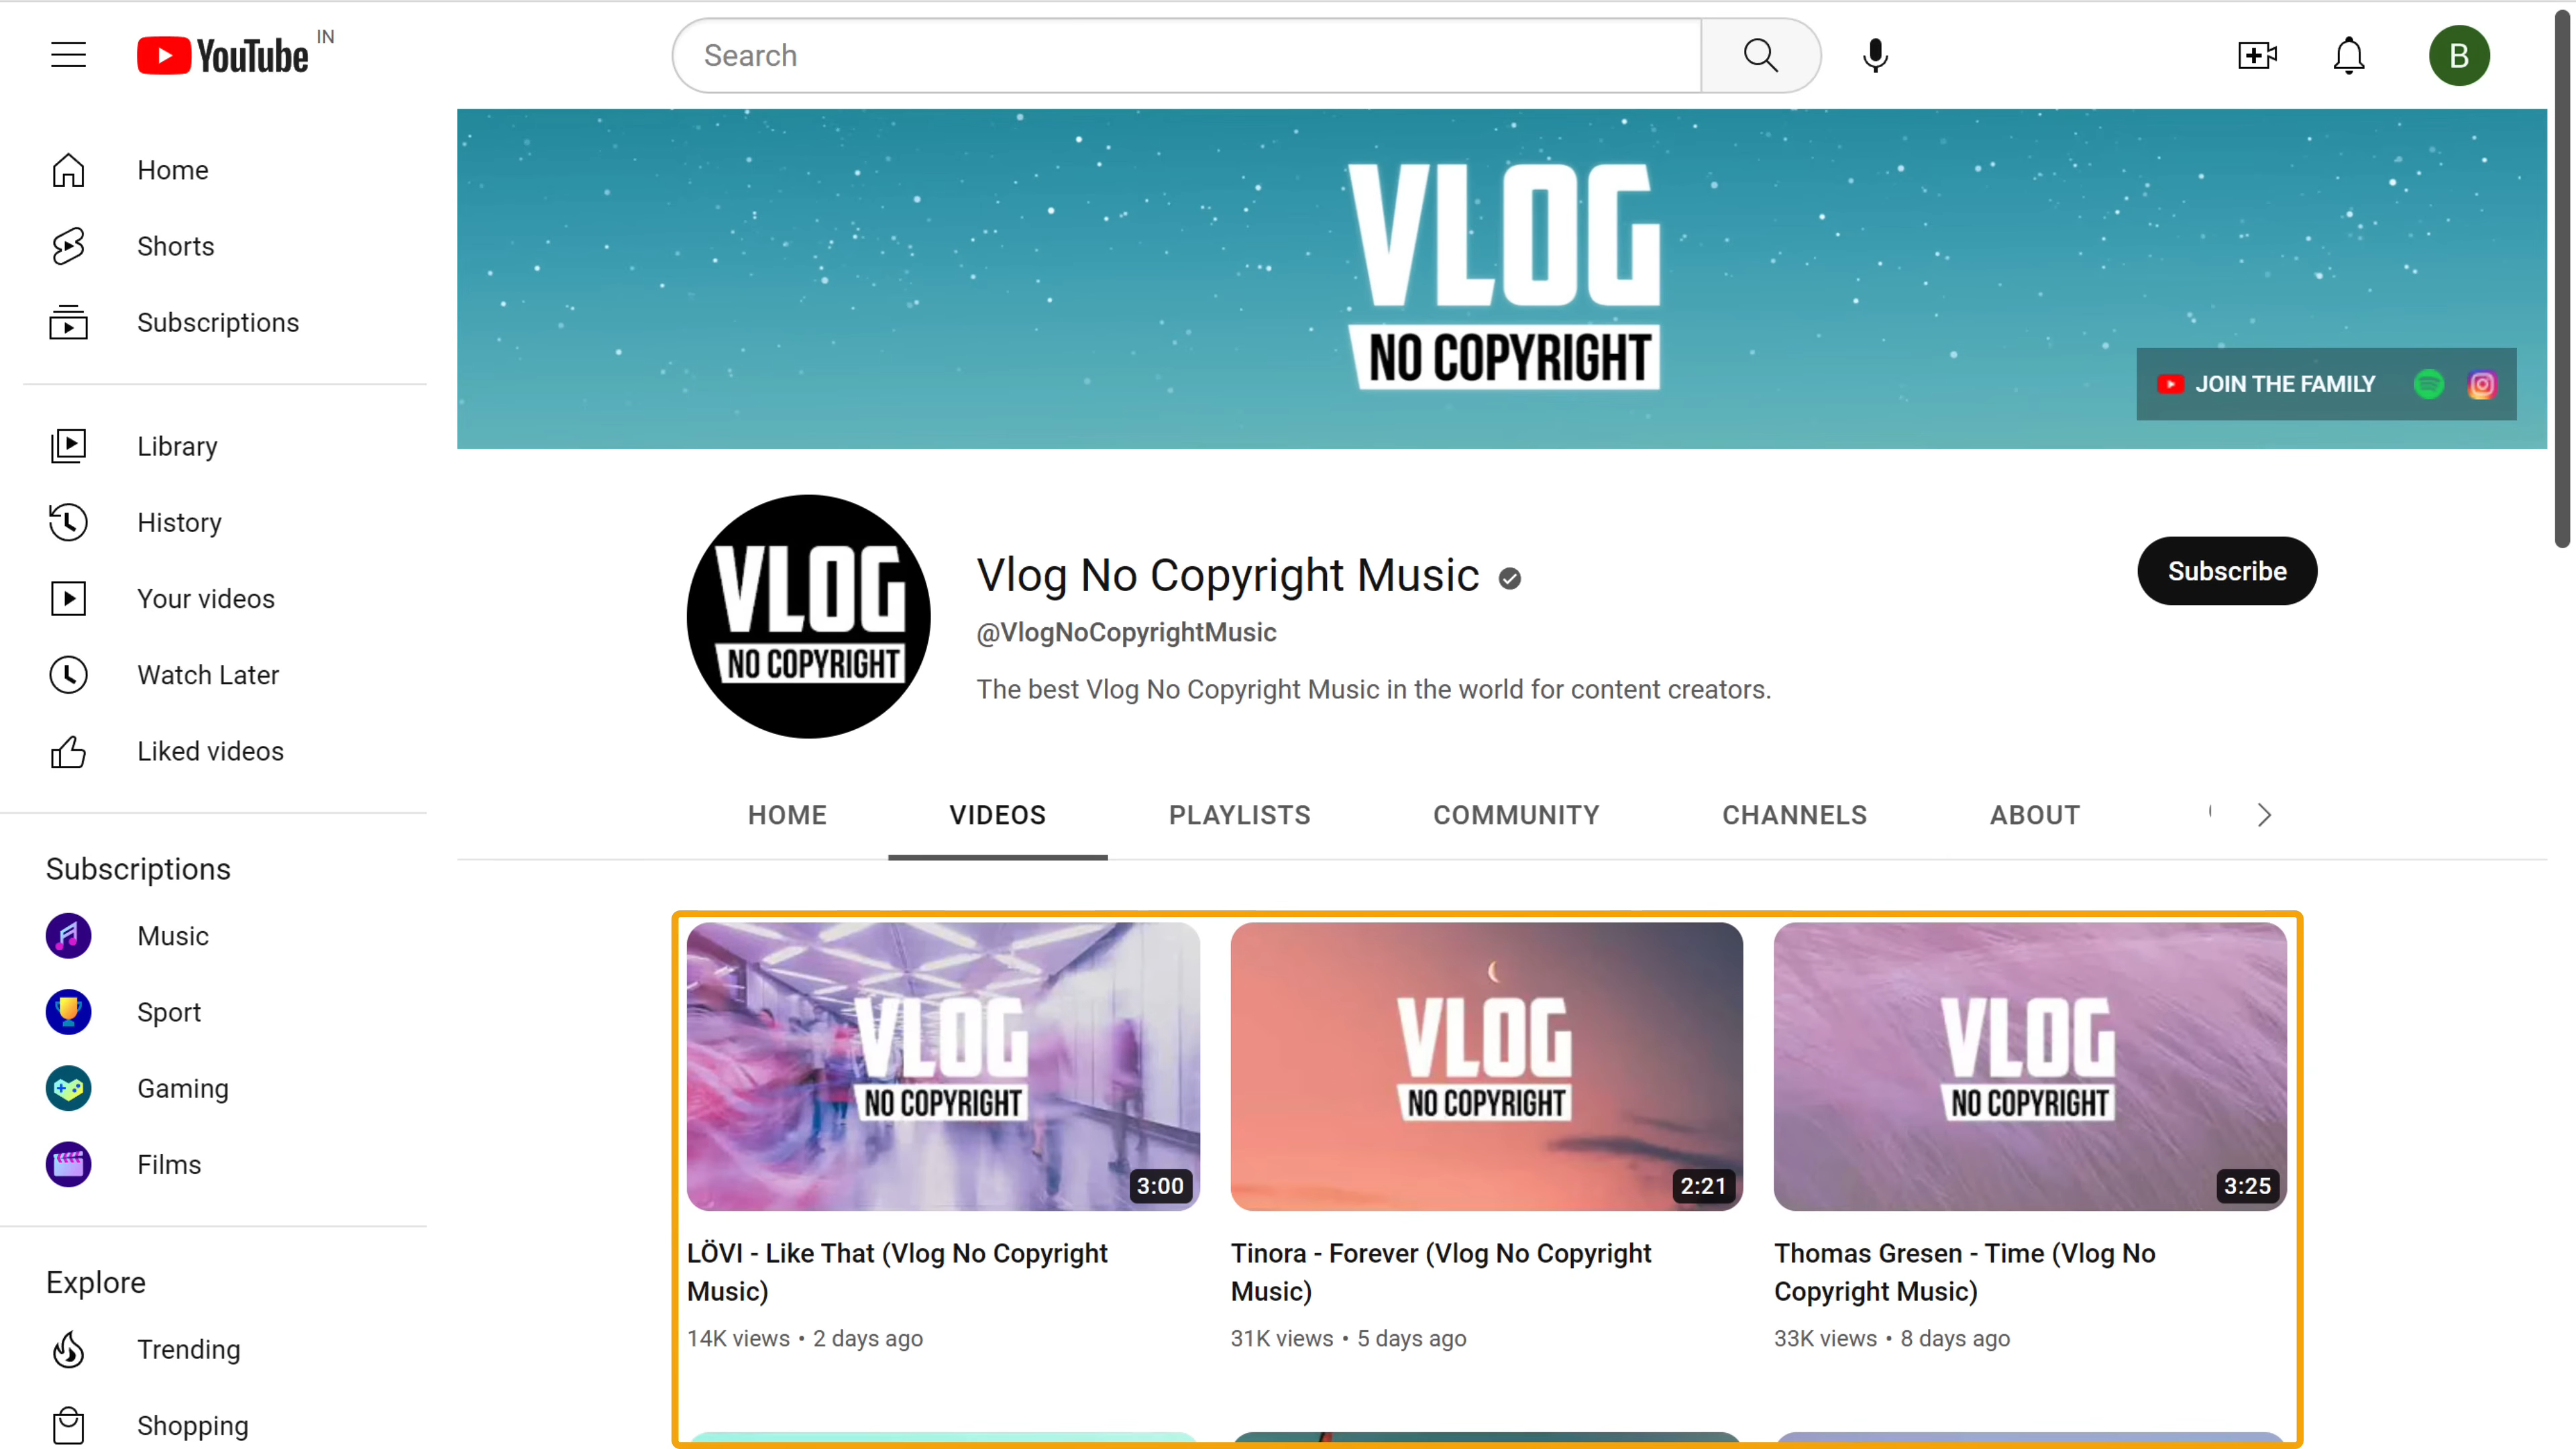 YouTube IN
Search
B
Home
Shorts
Subscriptions
Library
History
Your videos
Watch Later
Liked videos
Subscriptions
Music
Sport
Gaming
Films
Explore
Trending
Shopping
VLOG
NO COPYRIGHT
JOIN THE FAMILY
VLOG
NO COPYRIGHT
Vlog No Copyright Music
@VlogNoCopyrightMusic
The best Vlog No Copyright Music in the world for content creators.
Subscribe
HOME VIDEOS PLAYLISTS COMMUNITY CHANNELS ABOUT
VLOG
NO COPYRIGHT
3:00
LÖVI - Like That (Vlog No Copyright
Music)
14K views • 2 days ago
VLOG
NO COPYRIGHT
2:21
Tinora - Forever (Vlog No Copyright
Music)
31K views • 5 days ago
VLOG
NO COPYRIGHT
3:25
Thomas Gresen - Time (Vlog No
Copyright Music)
33K views • 8 days ago